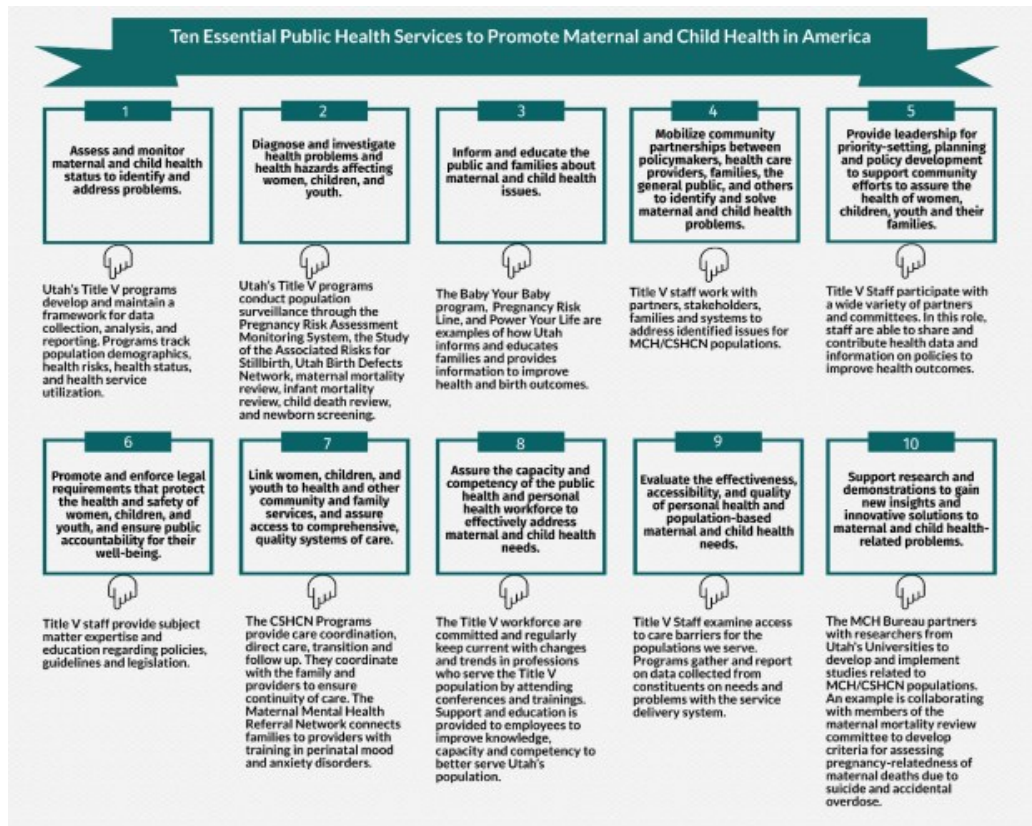 Ten Essential Public Health Services to Promote Maternal and Child Health in America
1
Assess and monitor
maternal and child health
status to identify and
address problems.
Utah's Title V programs
develop and maintain a
framework for data
collection, analysis, and
reporting. Programs track
population demographics,
health risks, health status,
and health service
utilization.
2
Diagnose and investigate
health problems and
health hazards affecting
women, children, and
youth.
Utah's Title V programs
conduct population
surveillance through the
Pregnancy Risk Assessment
Monitoring System, the Study
of the Associated Risks for
Stillbirth, Utah Birth Defects
Network, maternal mortality
review, infant mortality
review, child death review,
and newborn screening.
3
Inform and educate the
public and families about
maternal and child health
issues.
The Baby Your Baby
program, Pregnancy Risk
Line, and Power Your Life are
examples of how Utah
informs and educates
families and provides
information to improve
health and birth outcomes.
4
Mobilize community
partnerships between
policymakers, health care
providers, families, the
general public, and others
to identify and solve
maternal and child health
problems.
Title V staff work with
partners, stakeholders,
families and systems to
address identified issues for
MCH/CSHCN populations.
5
Provide leadership for
priority-setting, planning
and policy development
to support community
efforts to assure the
health of women,
children, youth and their
families.
Title V Staff participate with
a wide variety of partners
and committees. In this role,
staff are able to share and
contribute health data and
information on policies to
improve health outcomes.
6
Promote and enforce legal
requirements that protect
the health and safety of
women, children, and
youth, and ensure public
accountability for their
well-being.
Title V staff provide subject
matter expertise and
education regarding policies,
guidelines and legislation.
7
Link women, children, and
youth to health and other
community and family
services, and assure
access to comprehensive,
quality systems of care.
The CSHCN Programs
provide care coordination,
direct care, transition and
follow up. They coordinate
with the family and
providers to ensure
continuity of care. The
Maternal Mental Health
Referral Network connects
families to providers with
training in perinatal mood
and anxiety disorders.
8
Assure the capacity and
competency of the public
health and personal
health workforce to
effectively address
maternal and child health
needs.
The Title V workforce are
committed and regularly
keep current with changes
and trends in professions
who serve the Title V
population by attending
conferences and trainings.
Support and education is
provided to employees to
improve knowledge,
capacity and competency to
better serve Utah's
population.
9
Evaluate the effectiveness,
accessibility, and quality
of personal health and
population-based
maternal and child health
needs.
Title V Staff examine access
to care barriers for the
populations we serve.
Programs gather and report
on data collected from
constituents on needs and
problems with the service
delivery system.
10
Support research and
demonstrations to gain
new insights and
innovative solutions to
maternal and child health-
related problems.
The MCH Bureau partners
with researchers from
Utah's Universities to
develop and implement
studies related to
MCH/CSHCN populations.
An example is collaborating
with members of the
maternal mortality review
committee to develop
criteria for assessing
pregnancy-relatedness of
maternal deaths due to
suicide and accidental
overdose.